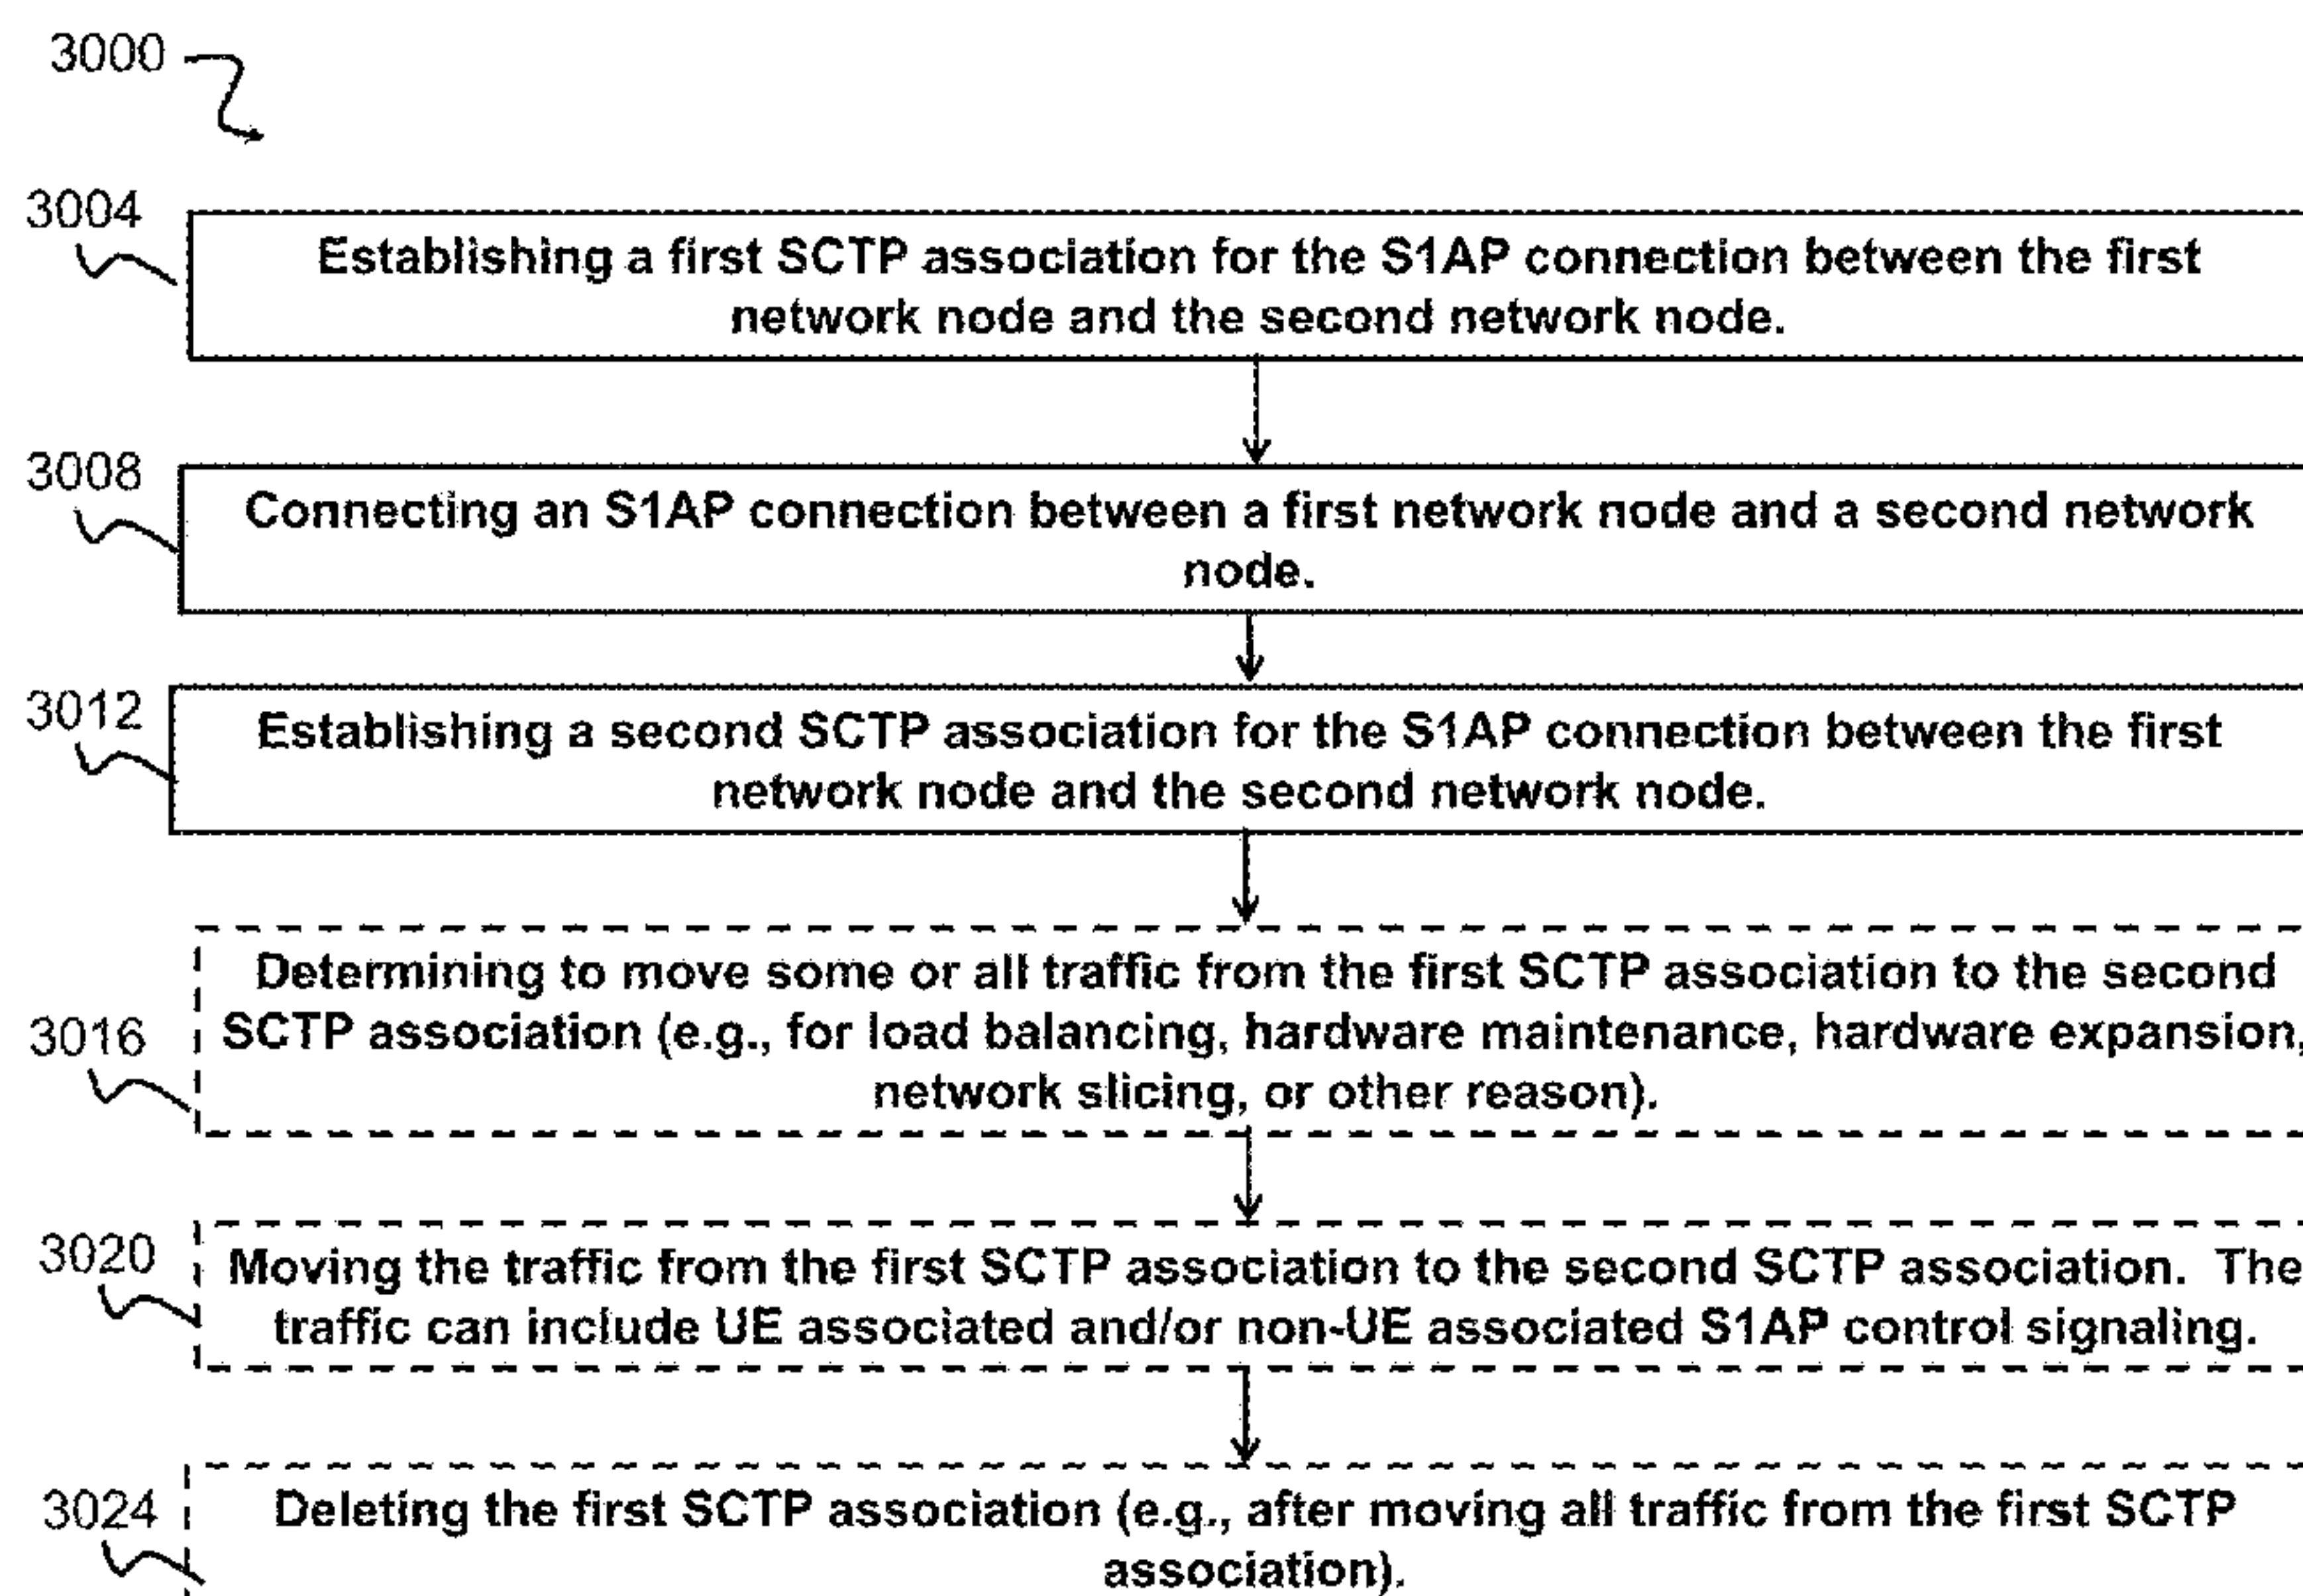 3000
3004
Establishing a first SCTP association for the S1AP connection between the first
network node and the second network node.
3008
Connecting an S1AP connection between a first network node and a second network
node.
3012
Establishing a second SCTP association for the S1AP connection between the first
network node and the second network node.
Determining to move some or all traffic from the first SCTP association to the second
3016
SCTP association (e.g., for load balancing, hardware maintenance, hardware expansion,
network slicing, or other reason).
3020
Moving the traffic from the first SCTP association to the second SCTP association. The
traffic can include UE associated and/or non-UE associated S1AP control signaling.
3024
Deleting the first SCTP association (e.g., after moving all traffic from the first SCTP
association).